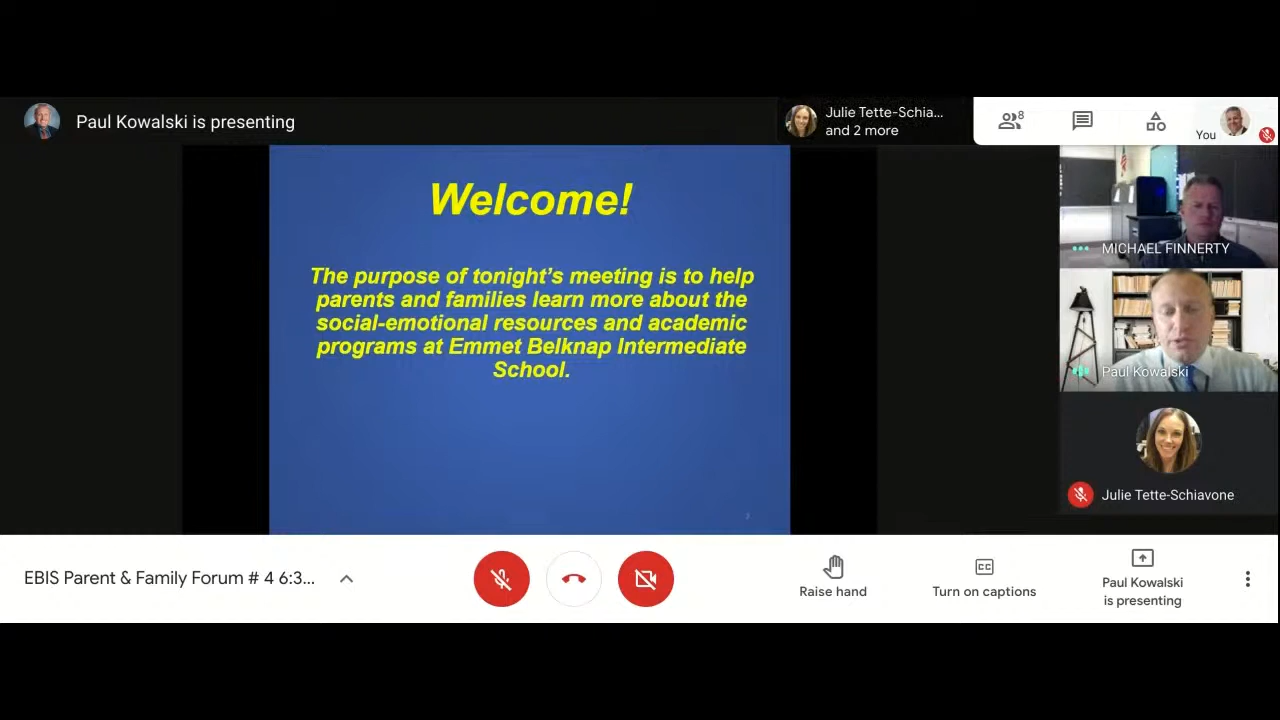 Paul Kowalski is presenting
Julie Tette-Schia...
and 2 more
8
You
Welcome!
The purpose of tonight's meeting is to help
parents and families learn more about the
social-emotional resources and academic
programs at Emmet Belknap Intermediate
School.
2
MICHAEL FINNERTY
Paul Kowalski
Julie Tette-Schiavone
EBIS Parent & Family Forum # 4 6:3...
Raise hand
CC
Turn on captions
Paul Kowalski
is presenting